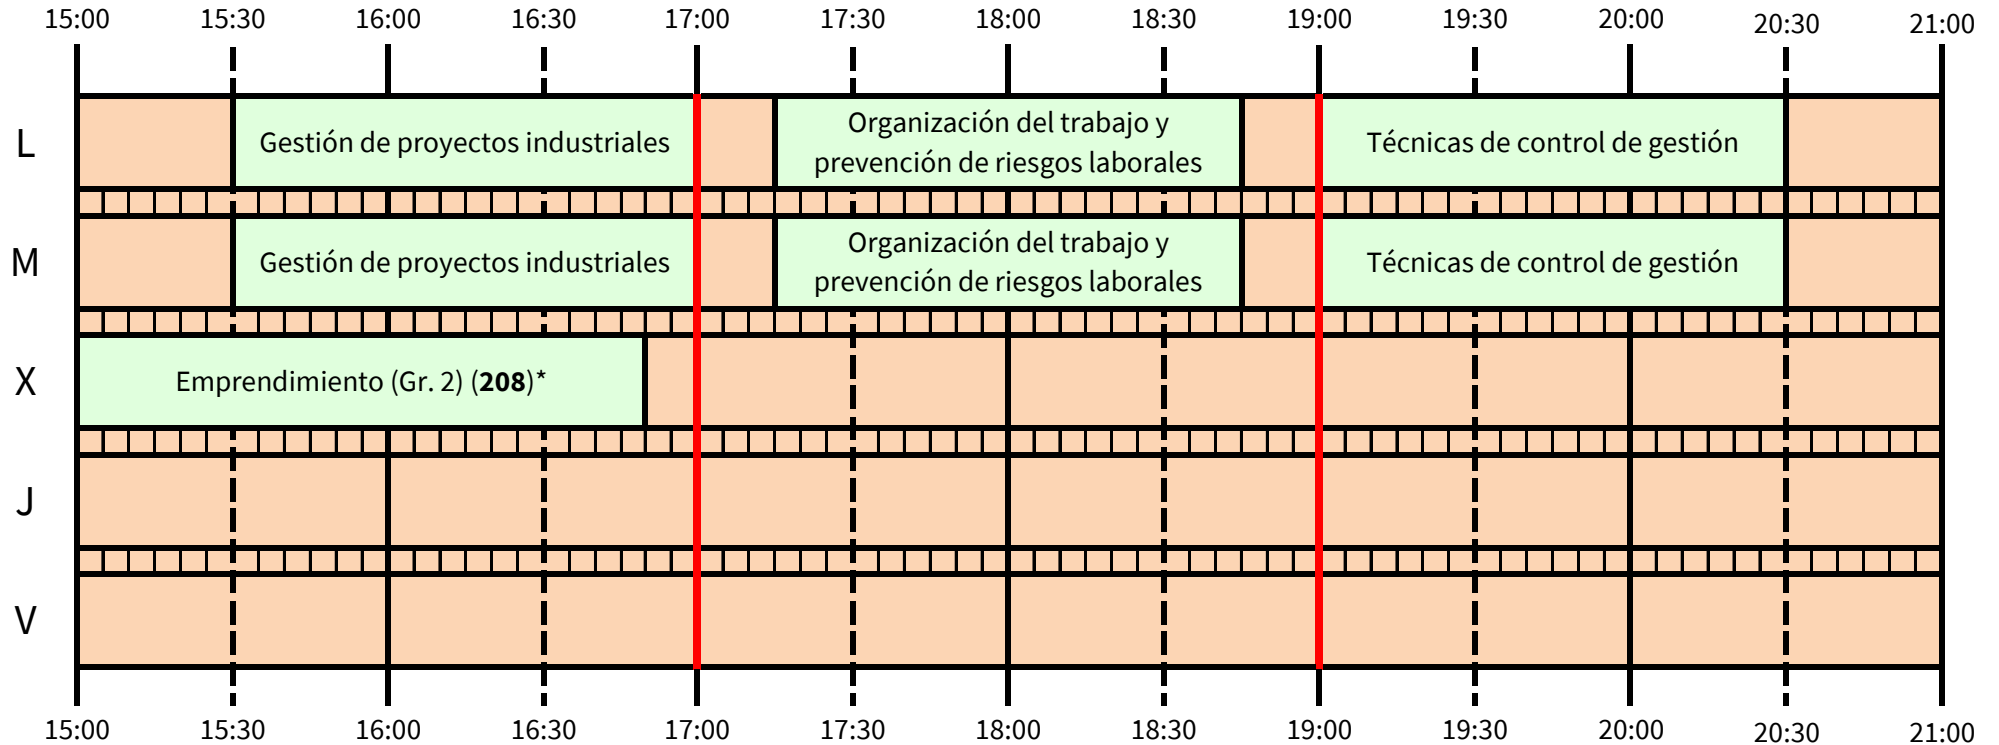 15:00 15:30 16:00 16:30 17:00 17:30 18:00 18:30 19:00 19:30 20:00 20:30 21:00
L
Gestión de proyectos industriales
Organización del trabajo y
prevención de riesgos laborales
Técnicas de control de gestión
M
Gestión de proyectos industriales
Organización del trabajo y
prevención de riesgos laborales
Técnicas de control de gestión
X
Emprendimiento (Gr. 2) (208)*
J
V
15:00 15:30 16:00 16:30 17:00 17:30 18:00 18:30 19:00 19:30 20:00 20:30 21:00